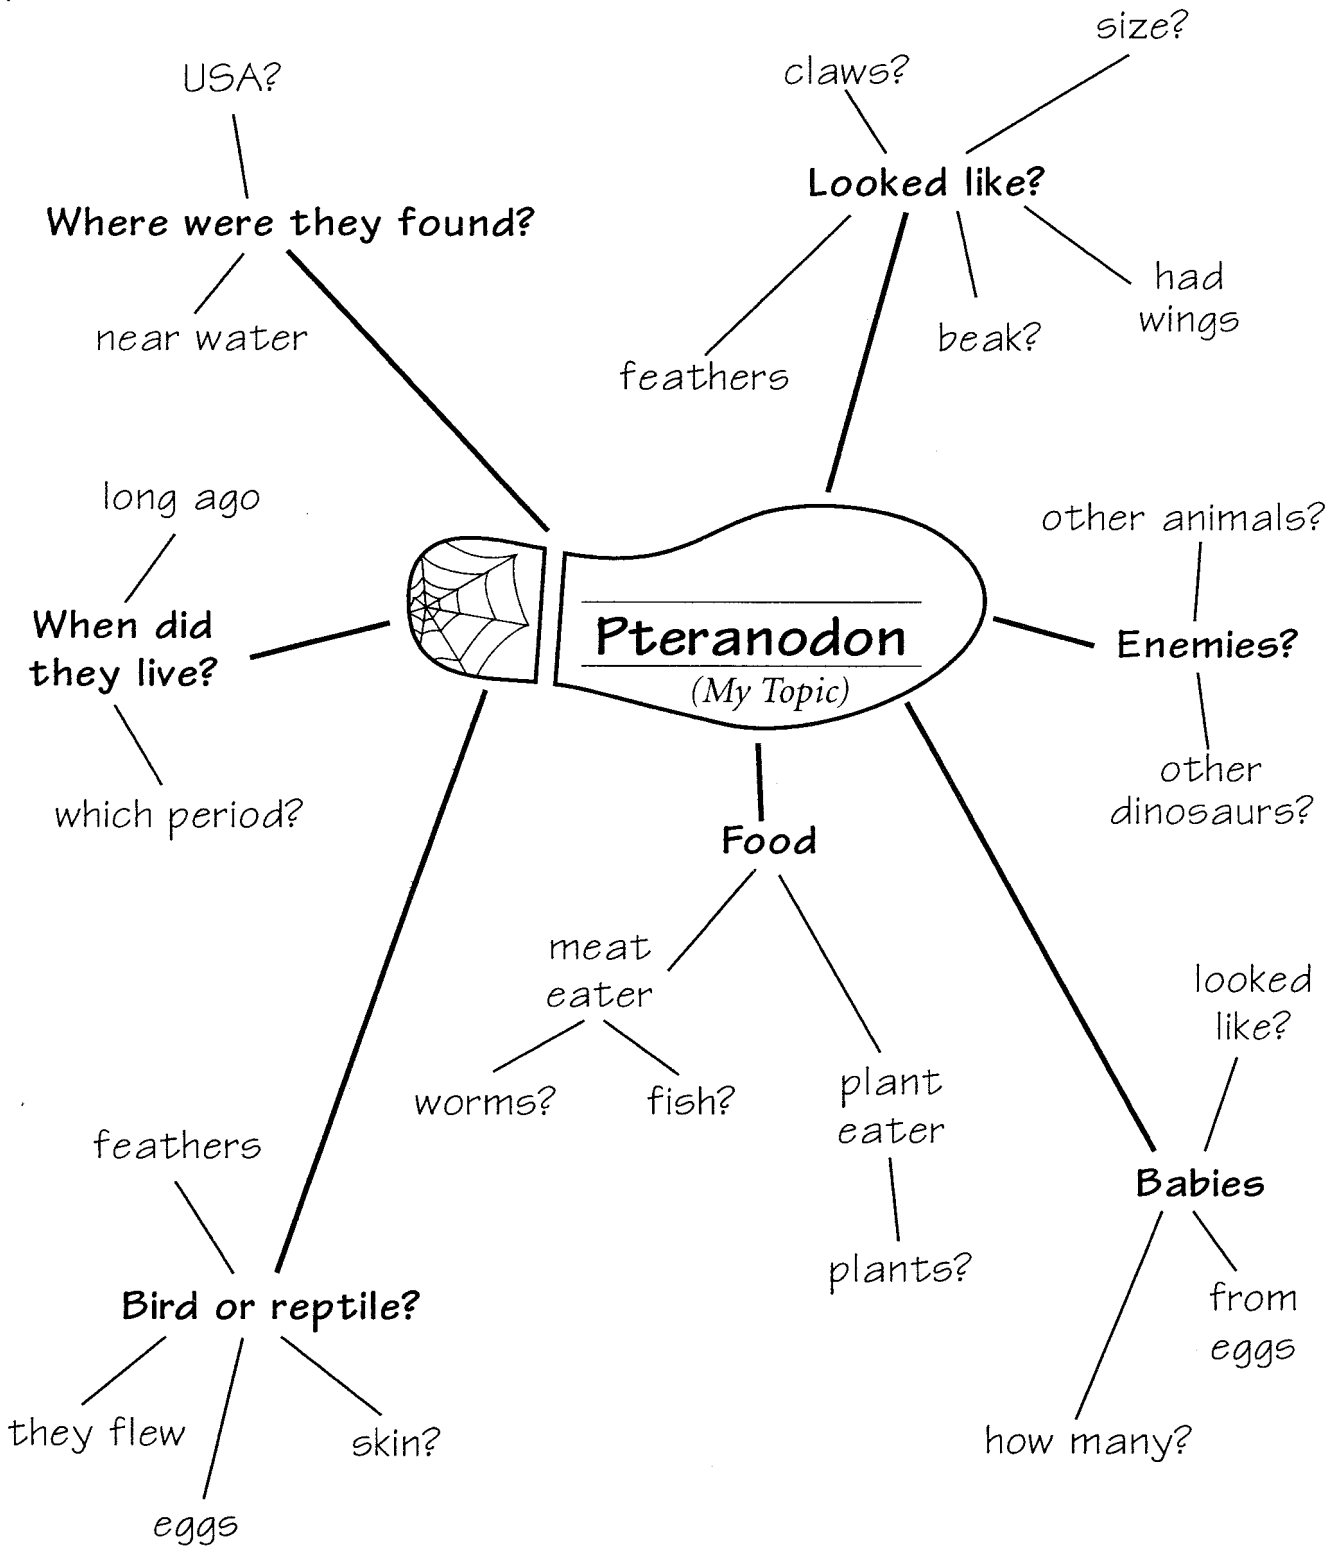 USA?
Where were they found?
near water
size?
claws?
Looked like?
had
wings
beak?
feathers
long ago
When did
they live?
which period?
Pteranodon
(My Topic)
other animals?
Enemies?
other
dinosaurs?
Food
meat
eater
worms?
fish?
plant
eater
plants?
looked
like?
Babies
from
eggs
how many?
feathers
Bird or reptile?
they flew
skin?
eggs